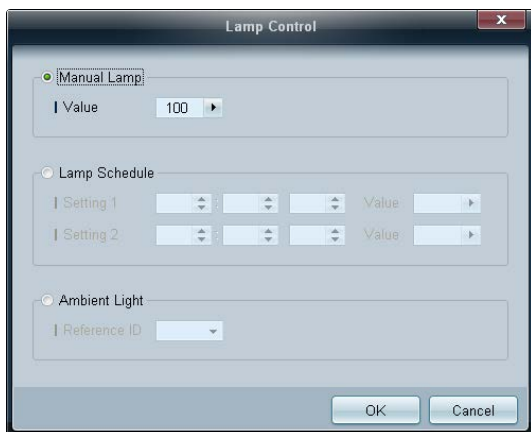 Lamp Control
x
Manual Lamp
Value 100
Lamp Schedule
Setting 1 : Value
Setting 2 : Value
Ambient Light
Reference ID
OK Cancel